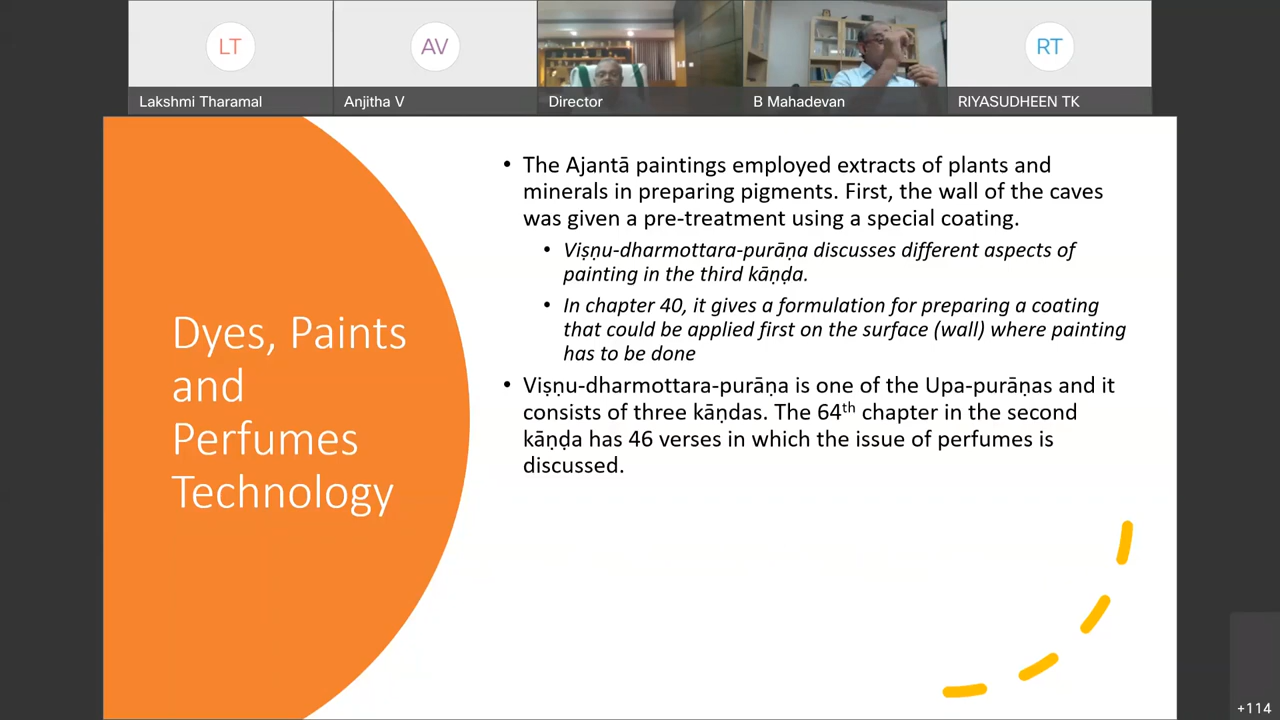 LT
AV
RT
Lakshmi Tharamal
Anjitha V
Director
B Mahadevan
RIYASUDHEEN TK
Dyes, Paints
and
Perfumes
Technology
• The Ajantā paintings employed extracts of plants and
minerals in preparing pigments. First, the wall of the caves
was given a pre-treatment using a special coating.
• Viṣṇu-dharmottara-purāṇa discusses different aspects of
painting in the third kāṇḍa.
• In chapter 40, it gives a formulation for preparing a coating
that could be applied first on the surface (wall) where painting
has to be done
• Viṣṇu-dharmottara-purāṇa is one of the Upa-purāṇas and it
consists of three kāṇḍas. The 64th chapter in the second
kāṇḍa has 46 verses in which the issue of perfumes is
discussed.
+114